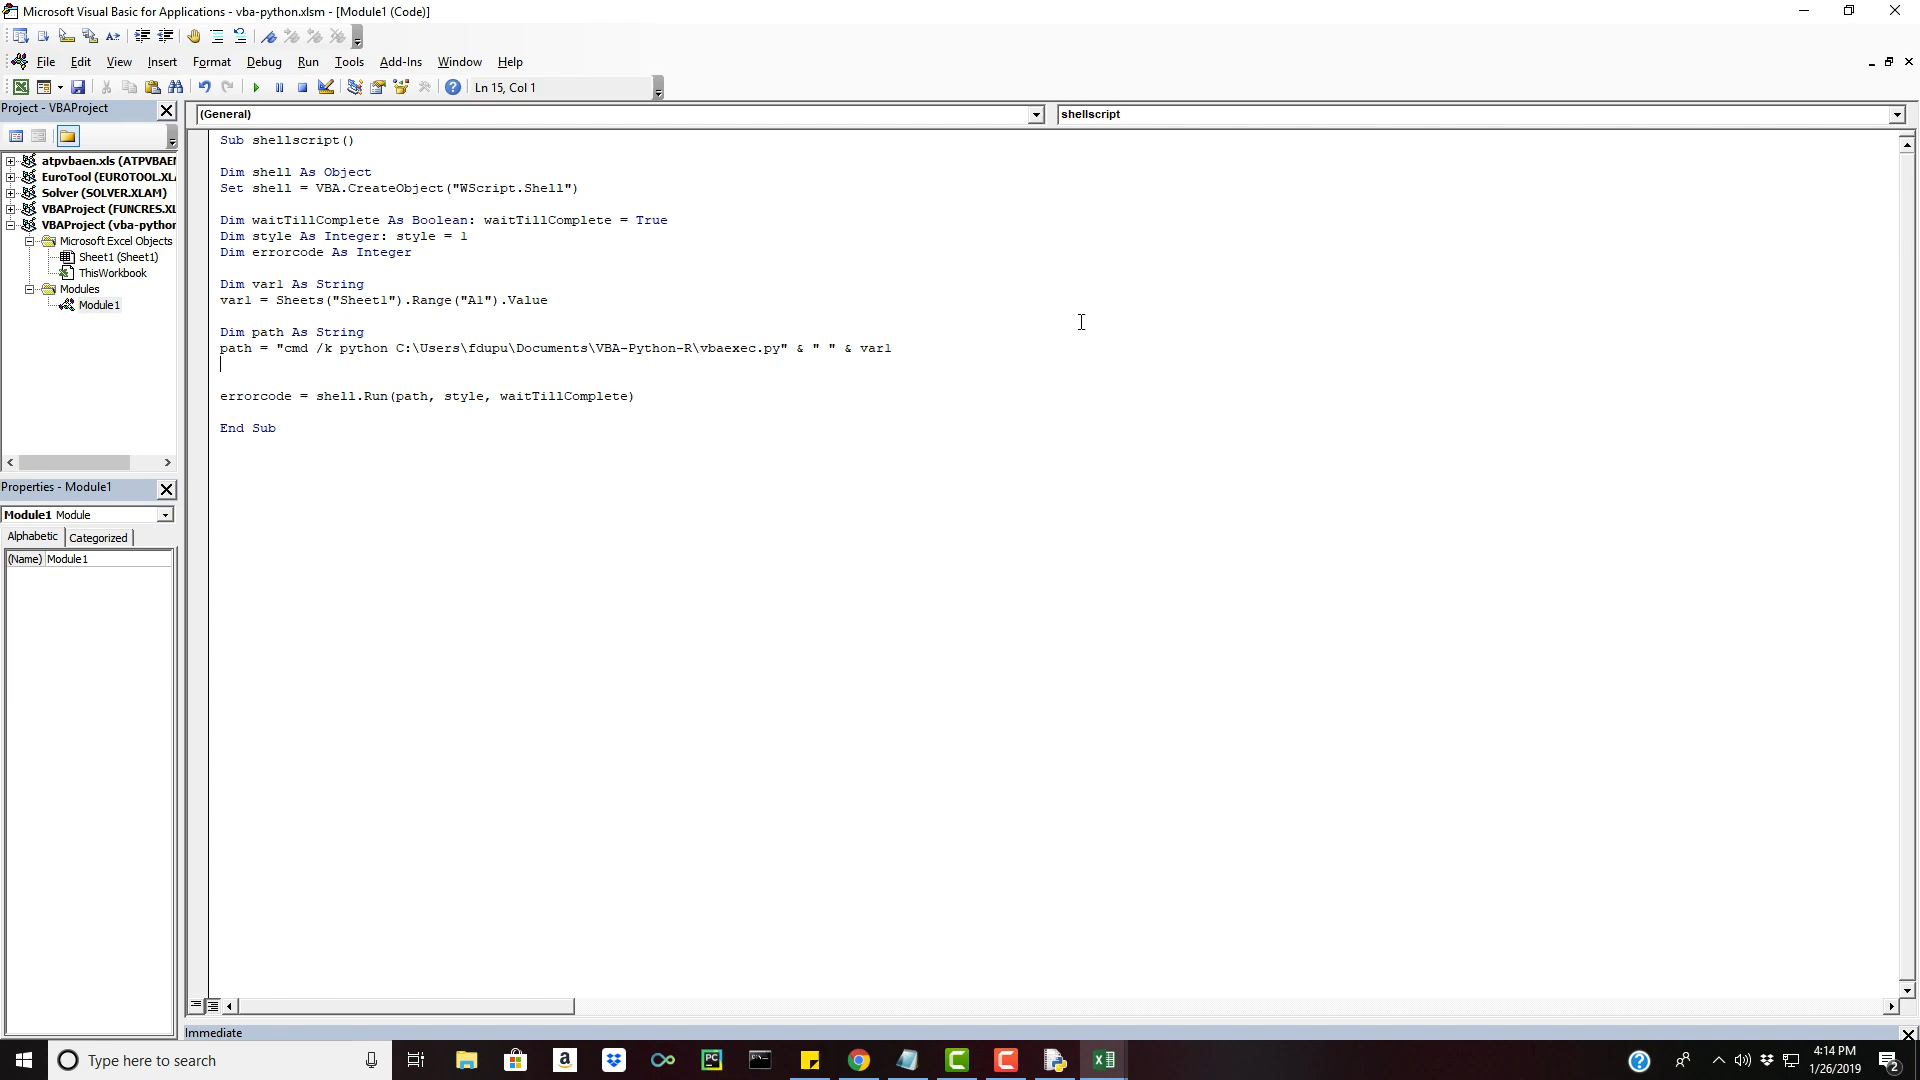 Microsoft Visual Basic for Applications - vba-python.xlsm - [Module1 (Code)]
File Edit View Insert Format Debug Run Tools Add-Ins Window Help
Ln 15, Col 1
Project - VBAProject
(General)
shellscript
atpvbaen.xls (ATPVBAEN
EuroTool (EUROTOOL.XLA
Solver (SOLVER.XLAM)
VBAProject (FUNCRES.XL
VBAProject (vba-python
Microsoft Excel Objects
Sheet1 (Sheet1)
ThisWorkbook
Modules
Module1
Properties - Module1
Module1 Module
Alphabetic Categorized
(Name) Module1
Sub shellscript()
Dim shell As Object
Set shell = VBA.CreateObject("WScript.Shell")
Dim waitTillComplete As Boolean: waitTillComplete = True
Dim style As Integer: style = 1
Dim errorcode As Integer
Dim var1 As String
var1 = Sheets("Sheet1").Range("A1").Value
Dim path As String
path = "cmd /k python C:\Users\fdupu\Documents\VBA-Python-R\vbaexec.py" & " " & var1
errorcode = shell.Run(path, style, waitTillComplete)
End Sub
Immediate
Type here to search
4:14 PM
1/26/2019
2